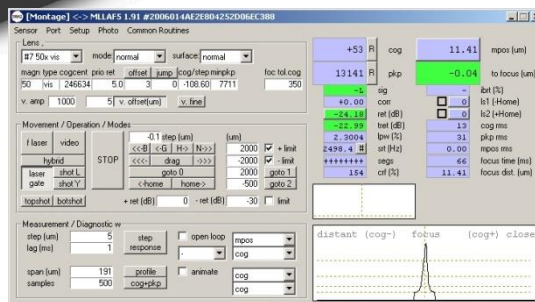 [Montage] <-> MLLAF5 1.91 #2006014AE2E804252D06EC388
Sensor Port Setup Photo Common Routines
Lens ,
#7 50x vis mode: normal surface: normal
magn type cogcent prio ret offset jump cog/step minpkp foc tol.cog
50 vis 246634 5.0 3 0 -108.60 7711 350
v. amp 1000 5 v. offset(um) v. fine
Movement / Operation / Modes
f laser video STOP -0.1 step (um) (um)
<<-B <-G H-> N->> 2000 + limit
hybrid <<<- drag ->>> -2000 - limit
laser gate shot L goto 0 2000 goto 1
shot Y <-home home-> -500 goto 2
topshot botshot + ret (dB) 0 - ret (dB) -30 limit
Measurement / Diagnostic w
step (um) 5 step response open loop mpos
lag (ms) 1 - cog
span (um) 191 profile animate cog
samples 500 cog+pkp cog
+53 R cog 11.41 mpos (um)
13141 R pkp -0.04 to focus (um)
-L sig - ibrt (%)
+0.00 corr 0 ls1 (-Home)
-24.18 ret (dB) 0 ls2 (+Home)
-22.99 tret (dB) 13 cog rms
2.3004 lpw (%) 31 pkp rms
2498.4 # srt (Hz) 0.00 mpos rms
++++++++ segs 66 focus time (ms)
154 crf (%) 11.41 focus dist. (um)
distant (cog-) focus (cog+) close